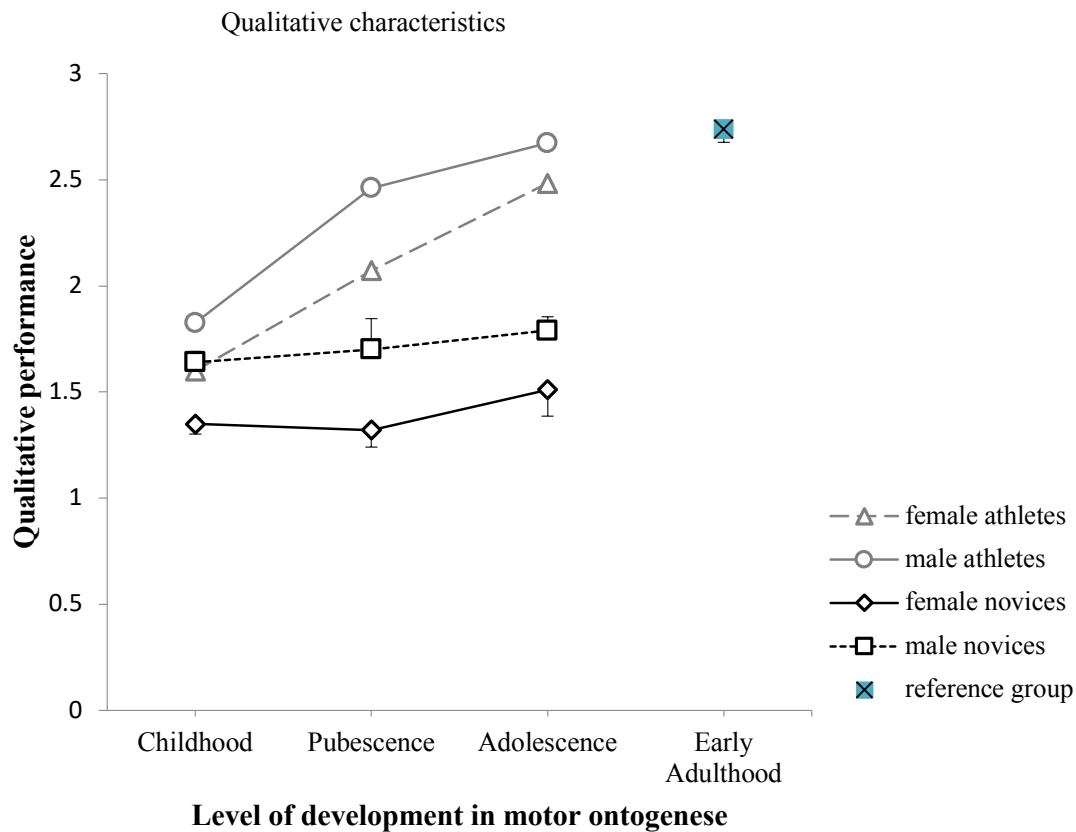 Qualitative characteristics
3
2.5
2
1.5
1
0.5
0
Qualitative performance
Childhood
Pubescence
Adolescence
Early
Adulthood
Level of development in motor ontogenese
female athletes
male athletes
female novices
male novices
reference group